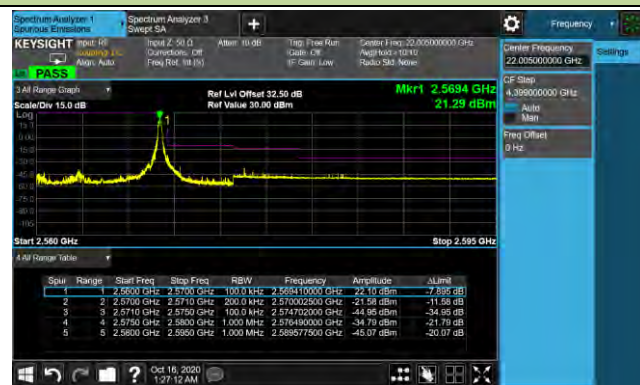 Spectrum Analyzer 1
Spurious Emissions
Spectrum Analyzer 3
Swept SA
Frequency
KEYSIGHT
Input: RF
Coupling: DC
Align: Auto
Input Z: 50 Ω
Corrections: Off
Freq Ref: Int (S)
Atten: 10 dB
Trig: Free Run
Gate: Off
IF Gain: Low
Center Freq: 22.005000000 GHz
Avg|Hold:>10/10
Radio Std: None
PASS
3 All Range Graph
Scale/Div 15.0 dB
Ref Lvl Offset 32.50 dB
Ref Value 30.00 dBm
Mkr1 2.5694 GHz
21.29 dBm
Log
15.0
0.00
1
Start 2.560 GHz
Stop 2.595 GHz
4 All Range Table
Spur Range Start Freq Stop Freq RBW Frequency Amplitude ΔLimit
1 1 2.5600 GHz 2.5700 GHz 100.0 kHz 2.569410000 GHz 22.10 dBm -7.895 dB
2 2 2.5700 GHz 2.5710 GHz 200.0 kHz 2.570002500 GHz -21.58 dBm -11.58 dB
3 3 2.5710 GHz 2.5750 GHz 100.0 kHz 2.574702000 GHz -44.95 dBm -34.95 dB
4 4 2.5750 GHz 2.5800 GHz 1.000 MHz 2.576490000 GHz -34.79 dBm -21.79 dB
5 5 2.5800 GHz 2.5950 GHz 1.000 MHz 2.589577500 GHz -45.07 dBm -20.07 dB
Center Frequency
22.005000000 GHz
Settings
CF Step
4.399000000 GHz
Auto
Man
Freq Offset
0 Hz
Oct 16, 2020
1:27:12 AM